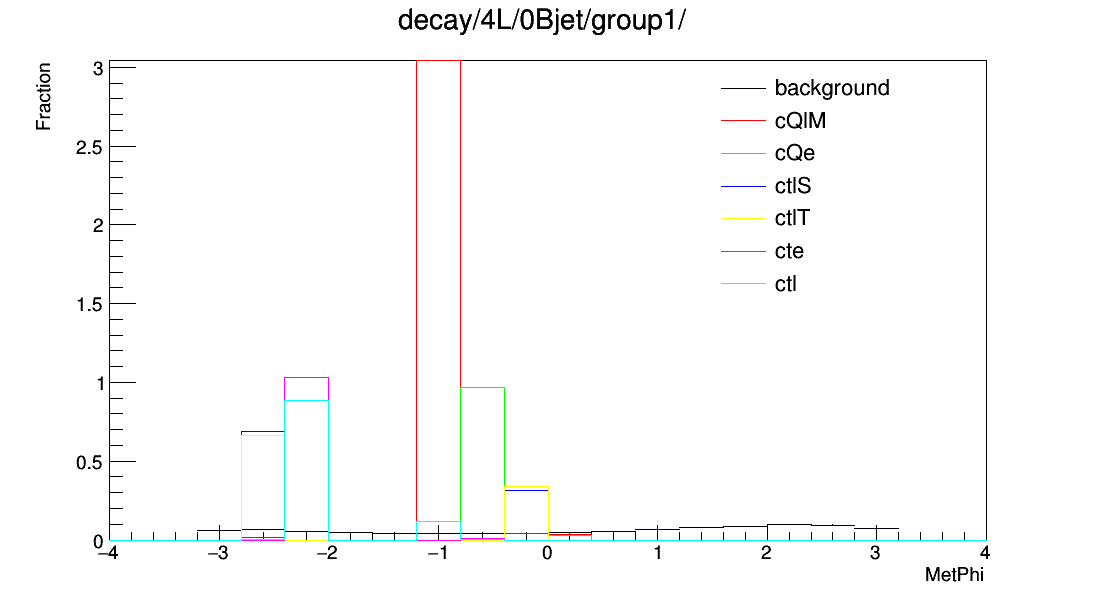 decay/4L/0Bjet/group1/
Fraction
3
2.5
2
1.5
1
0.5
0
background
cQlM
cQe
ctlS
ctlT
cte
ctl
−4 −3 −2 −1 0 1 2 3 4
MetPhi